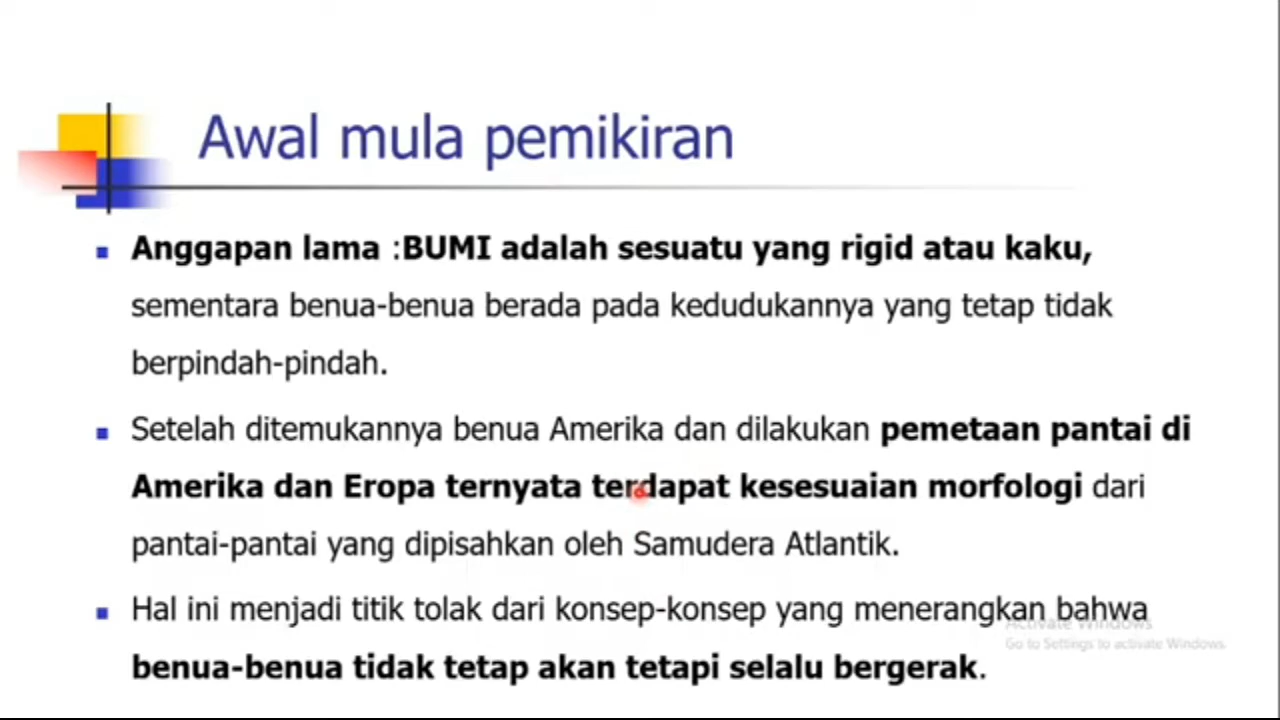 Awal mula pemikiran
Anggapan lama :BUMI adalah sesuatu yang rigid atau kaku,
sementara benua-benua berada pada kedudukannya yang tetap tidak
berpindah-pindah.
Setelah ditemukannya benua Amerika dan dilakukan pemetaan pantai di
Amerika dan Eropa ternyata terdapat kesesuaian morfologi dari
pantai-pantai yang dipisahkan oleh Samudera Atlantik.
Hal ini menjadi titik tolak dari konsep-konsep yang menerangkan bahwa
benua-benua tidak tetap akan tetapi selalu bergerak.
Activate Windows
Go to Settings to activate Windows.